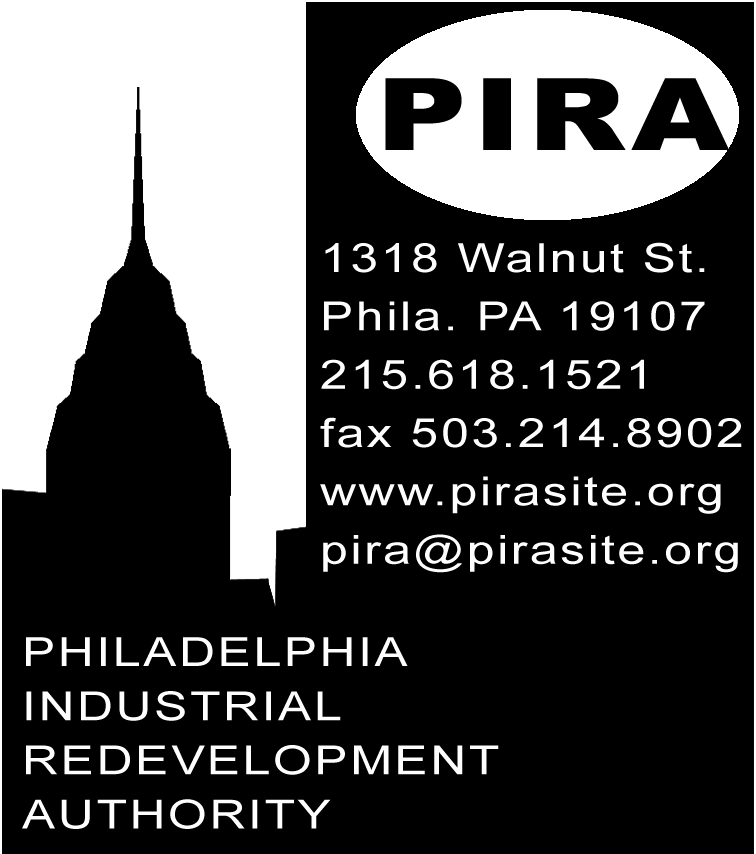 PIRA
1318 Walnut St.
Phila. PA 19107
215.618.1521
fax 503.214.8902
www.pirasite.org
pira@pirasite.org
PHILADELPHIA
INDUSTRIAL
REDEVELOPMENT
AUTHORITY